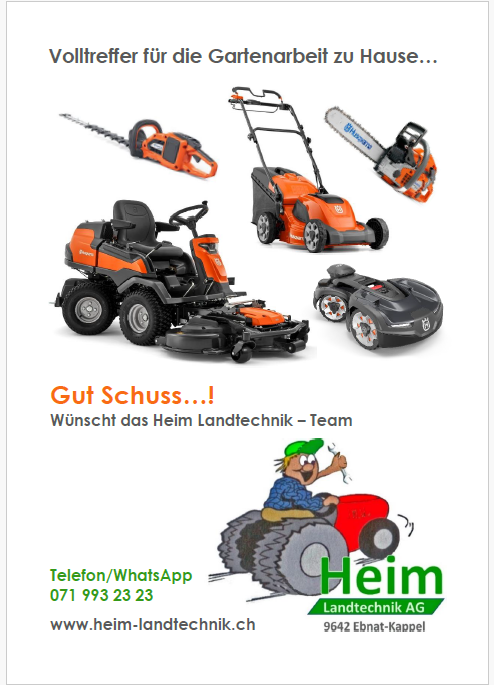 Volltreffer für die Gartenarbeit zu Hause…
Husqvarna
Gut Schuss…!
Wünscht das Heim Landtechnik – Team
Telefon/WhatsApp
071 993 23 23
www.heim-landtechnik.ch
Heim
Landtechnik AG
9642 Ebnat-Kappel